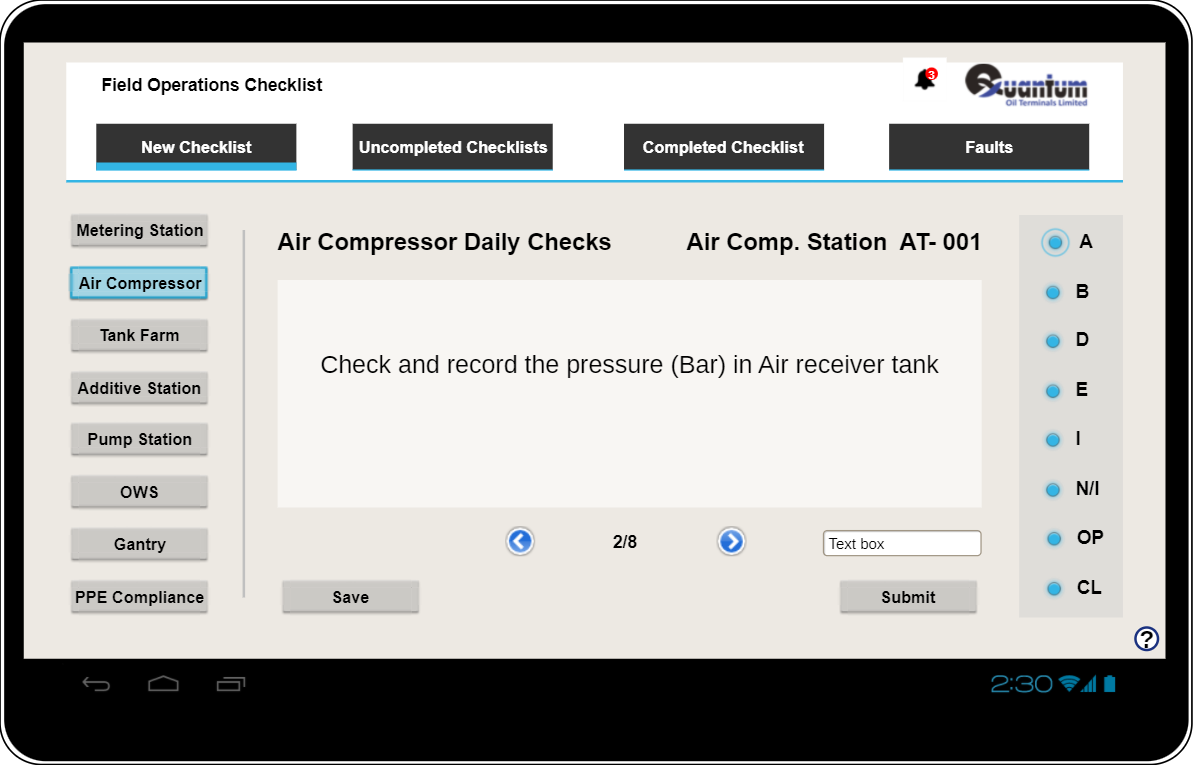 Field Operations Checklist
3
Quantum
Oil Terminals Limited
New Checklist
Uncompleted Checklists
Completed Checklist
Faults
Metering Station
Air Compressor
Tank Farm
Additive Station
Pump Station
OWS
Gantry
PPE Compliance
Air Compressor Daily Checks
Air Comp. Station AT- 001
Check and record the pressure (Bar) in Air receiver tank
2/8
Text box
Save
Submit
A
B
D
E
I
N/I
OP
CL
?
2:30